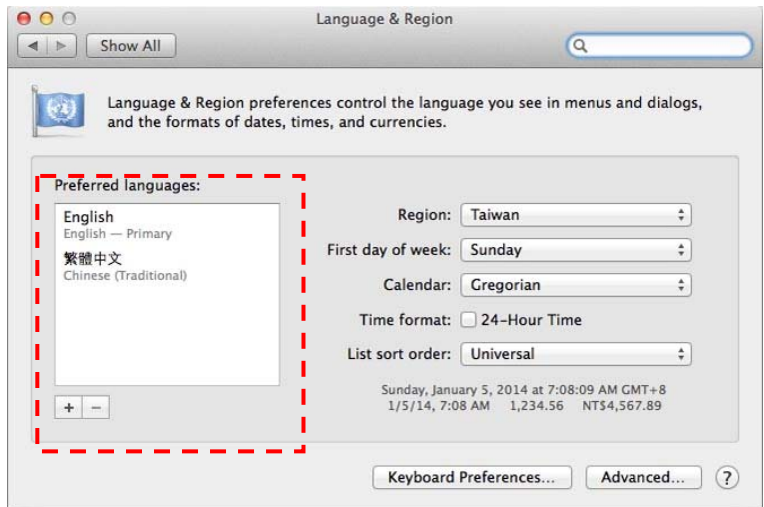 Language & Region
Show All
Language & Region preferences control the language you see in menus and dialogs,
and the formats of dates, times, and currencies.
Preferred languages:
English
English — Primary
繁體中文
Chinese (Traditional)
+ −
Region: Taiwan
First day of week: Sunday
Calendar: Gregorian
Time format: 24-Hour Time
List sort order: Universal
Sunday, January 5, 2014 at 7:08:09 AM GMT+8
1/5/14, 7:08 AM 1,234.56 NT$4,567.89
Keyboard Preferences... Advanced... ?